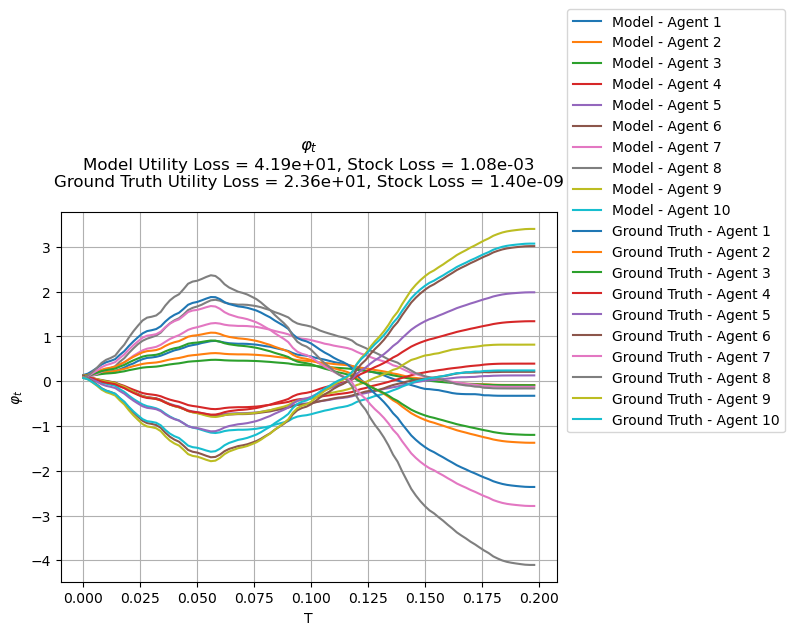 φt
Model Utility Loss = 4.19e+01, Stock Loss = 1.08e-03
Ground Truth Utility Loss = 2.36e+01, Stock Loss = 1.40e-09
Model - Agent 1
Model - Agent 2
Model - Agent 3
Model - Agent 4
Model - Agent 5
Model - Agent 6
Model - Agent 7
Model - Agent 8
Model - Agent 9
Model - Agent 10
Ground Truth - Agent 1
Ground Truth - Agent 2
Ground Truth - Agent 3
Ground Truth - Agent 4
Ground Truth - Agent 5
Ground Truth - Agent 6
Ground Truth - Agent 7
Ground Truth - Agent 8
Ground Truth - Agent 9
Ground Truth - Agent 10
φt
3
2
1
0
−1
−2
−3
−4
0.000 0.025 0.050 0.075 0.100 0.125 0.150 0.175 0.200
T